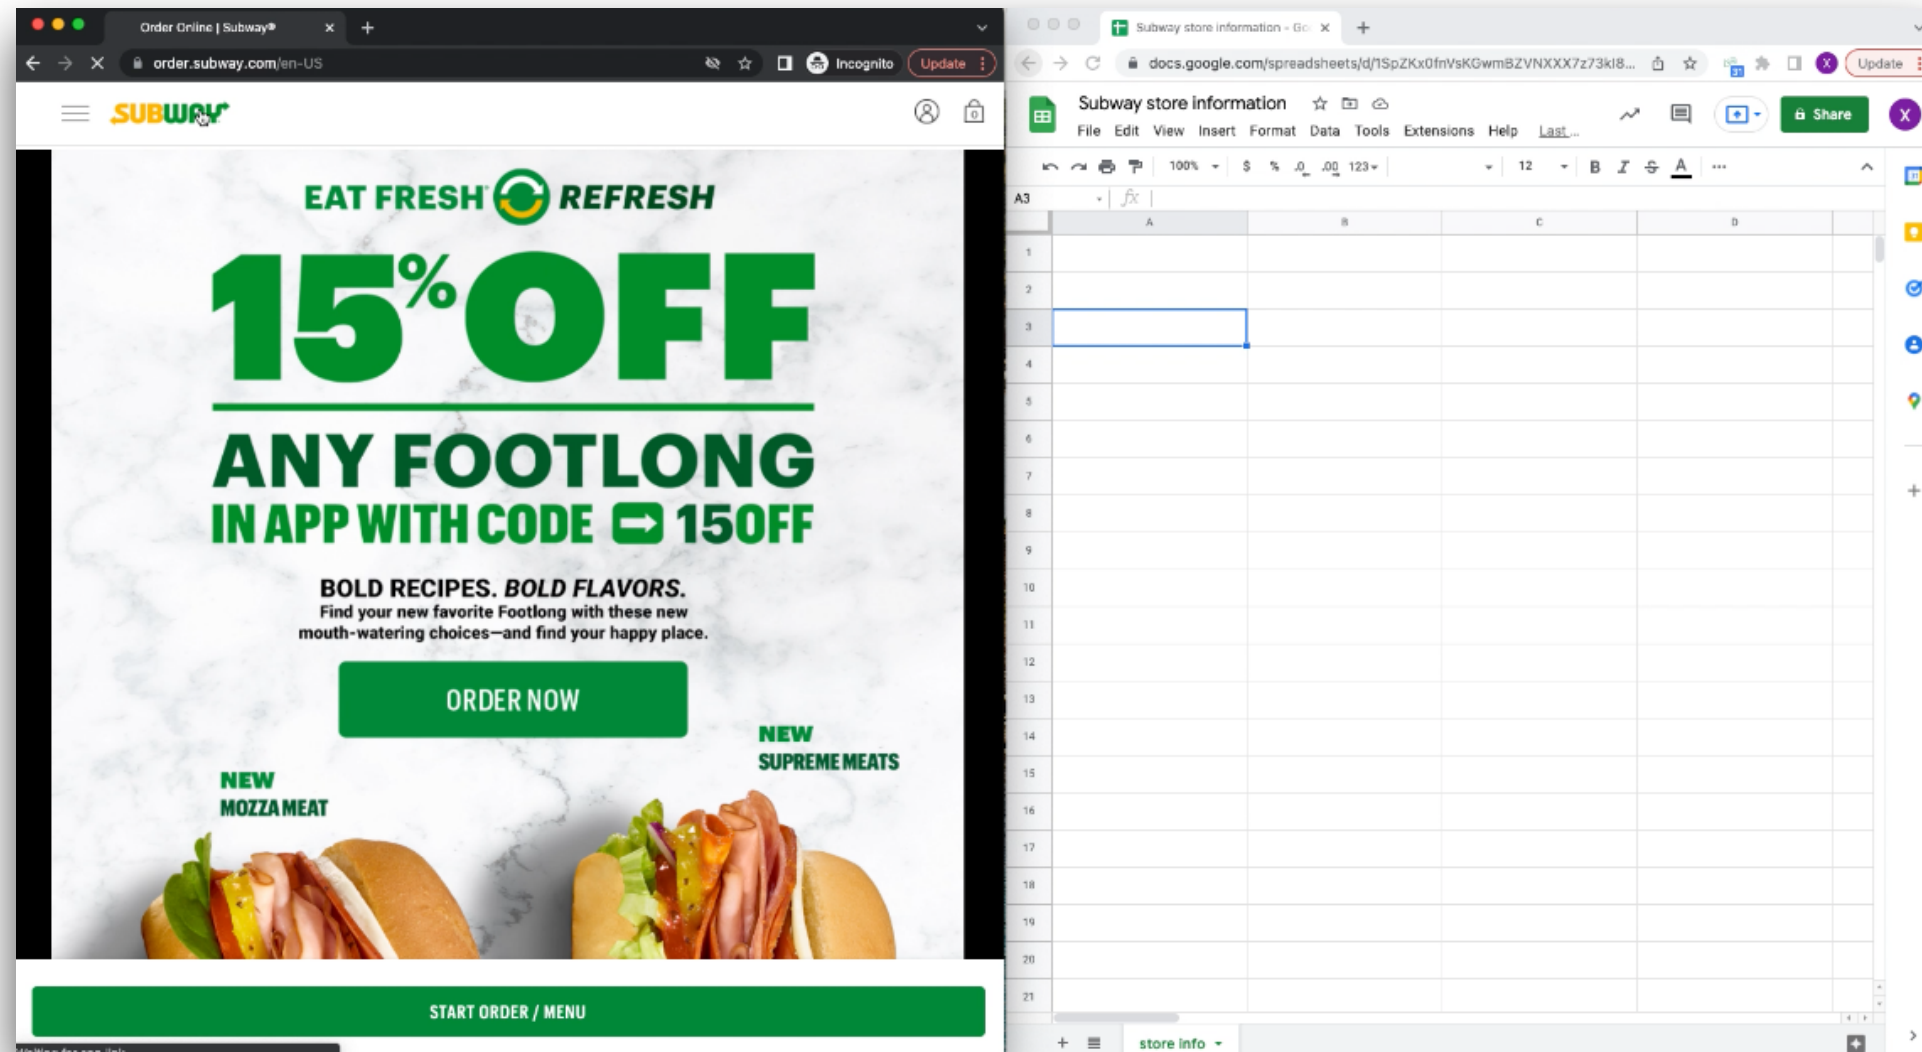 Order Online | Subway®
order.subway.com/en-US
Incognito
Update
SUBWAY
0
EAT FRESH REFRESH
15% OFF
ANY FOOTLONG
IN APP WITH CODE 15OFF
BOLD RECIPES. BOLD FLAVORS.
Find your new favorite Footlong with these new
mouth-watering choices—and find your happy place.
ORDER NOW
NEW
SUPREME MEATS
NEW
MOZZA MEAT
START ORDER / MENU
Subway store information - Go
docs.google.com/spreadsheets/d/1SpZKx0fnVsKGwmBZVNXXX7z73kI8...
31
X
Update
Subway store information
File Edit View Insert Format Data Tools Extensions Help Last ...
Share
X
100% $ % .0 .00 123 12 B I S A
A3 fx
A B C D
1
2
3
4
5
6
7
8
9
10
11
12
13
14
15
16
17
18
19
20
21
store info